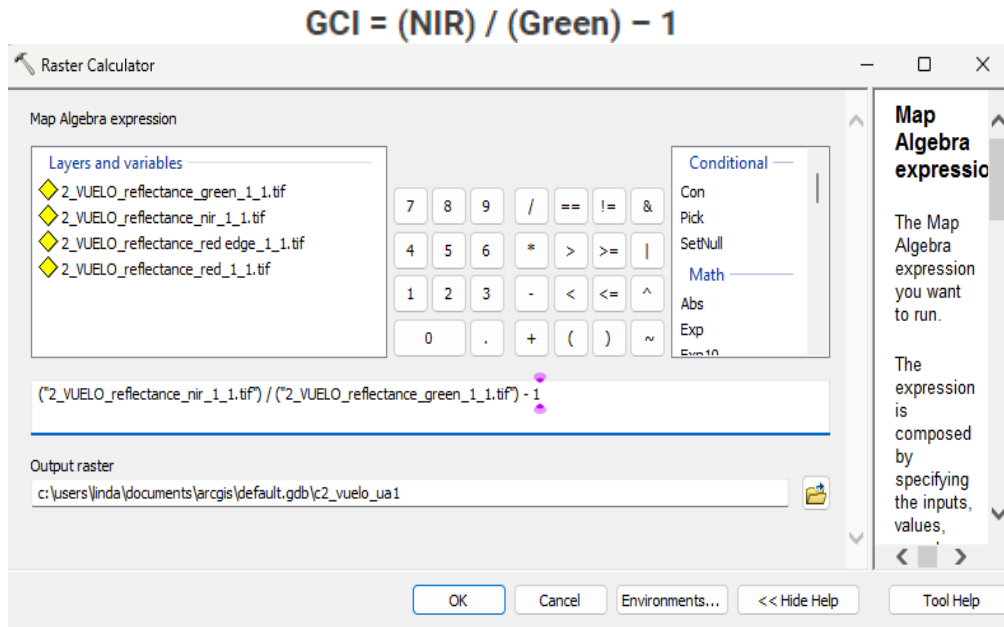 GCI = (NIR) / (Green) – 1
Raster Calculator
Map Algebra expression
Layers and variables
2_VUELO_reflectance_green_1_1.tif
2_VUELO_reflectance_nir_1_1.tif
2_VUELO_reflectance_red edge_1_1.tif
2_VUELO_reflectance_red_1_1.tif
7 8 9 / == != &
4 5 6 * > >= |
1 2 3 - < <= ^
0 . + ( ) ~
Conditional
Con
Pick
SetNull
Math
Abs
Exp
Exp10
("2_VUELO_reflectance_nir_1_1.tif") / ("2_VUELO_reflectance_green_1_1.tif") - 1
Output raster
c:\users\linda\documents\arcgis\default.gdb\c2_vuelo_ua1
OK Cancel Environments... << Hide Help Tool Help
Map
Algebra
expressio
The Map
Algebra
expression
you want
to run.
The
expression
is
composed
by
specifying
the inputs,
values,